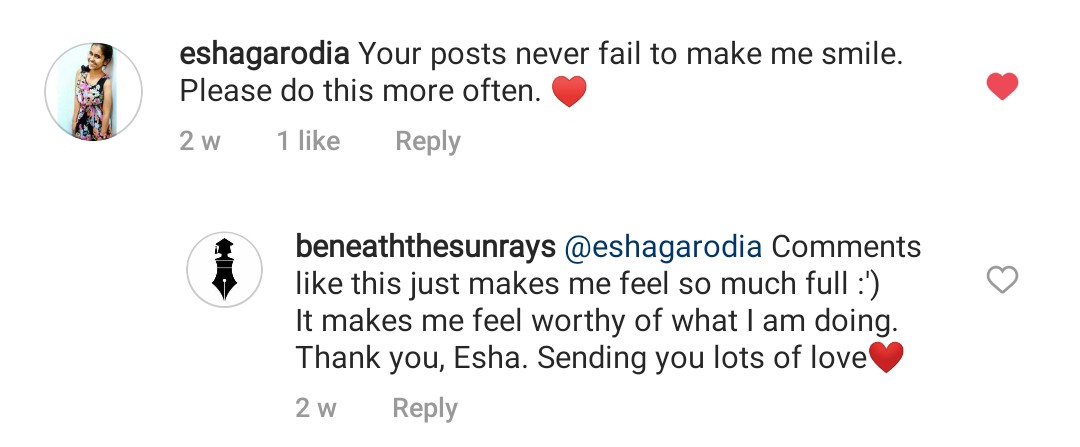 eshagarodia Your posts never fail to make me smile.
Please do this more often. ❤️
2 w 1 like Reply
beneaththesunrays @eshagarodia Comments
like this just makes me feel so much full :')
It makes me feel worthy of what I am doing.
Thank you, Esha. Sending you lots of love❤️
2 w Reply